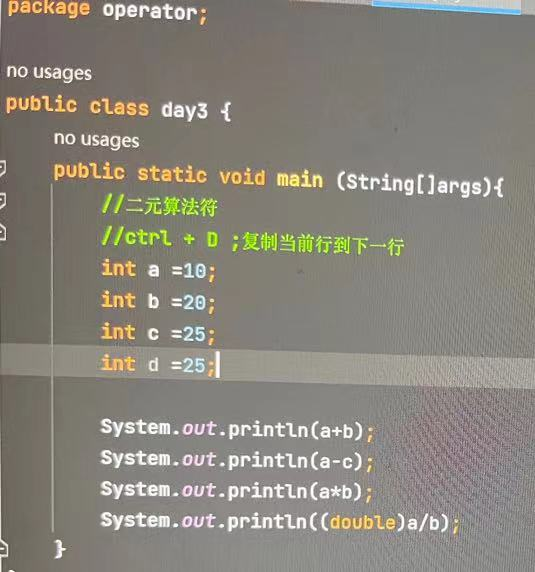 package operator;
no usages
public class day3 {
no usages
public static void main (String[]args){
//二元算法符
//ctrl + D ;复制当前行到下一行
int a =10;
int b =20;
int c =25;
int d =25;
System.out.println(a+b);
System.out.println(a-c);
System.out.println(a*b);
System.out.println((double)a/b);
}